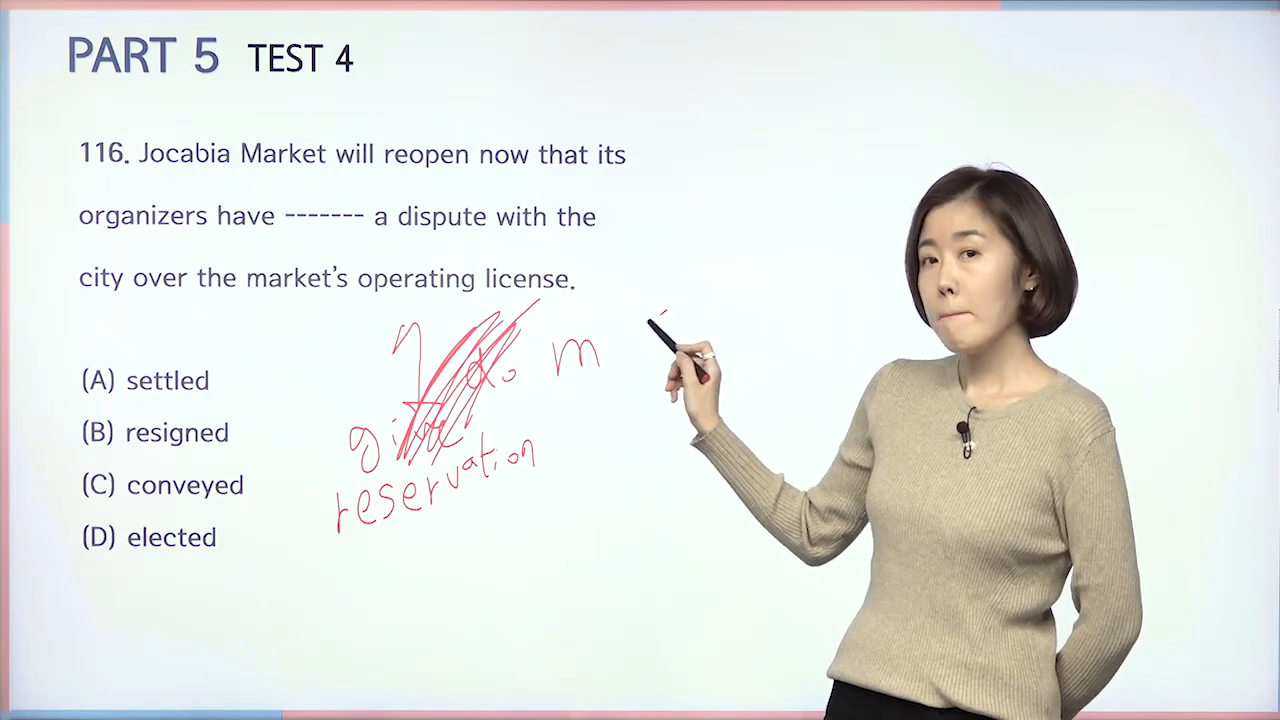 PART 5 TEST 4
116. Jocabia Market will reopen now that its
organizers have ------- a dispute with the
city over the market's operating license.
(A) settled
(B) resigned
(C) conveyed
(D) elected
m
reservation